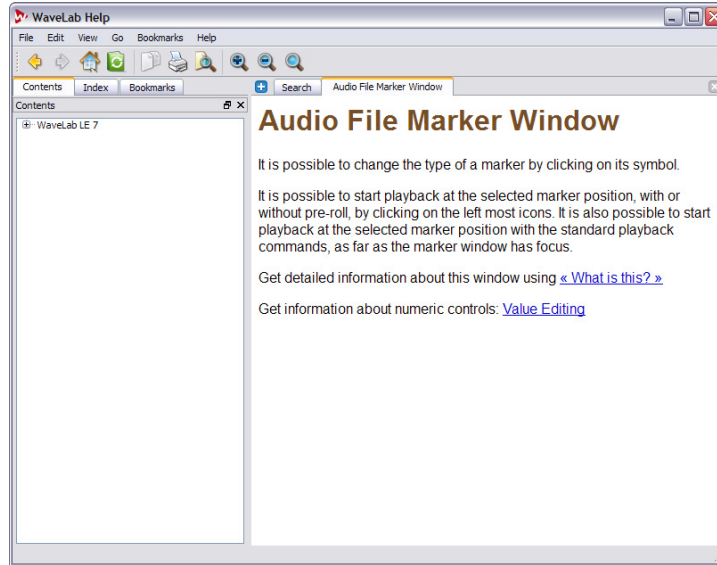 WaveLab Help
File Edit View Go Bookmarks Help
Contents Index Bookmarks
Search Audio File Marker Window
Contents
WaveLab LE 7
Audio File Marker Window
It is possible to change the type of a marker by clicking on its symbol.
It is possible to start playback at the selected marker position, with or
without pre-roll, by clicking on the left most icons. It is also possible to start
playback at the selected marker position with the standard playback
commands, as far as the marker window has focus.
Get detailed information about this window using « What is this? »
Get information about numeric controls: Value Editing